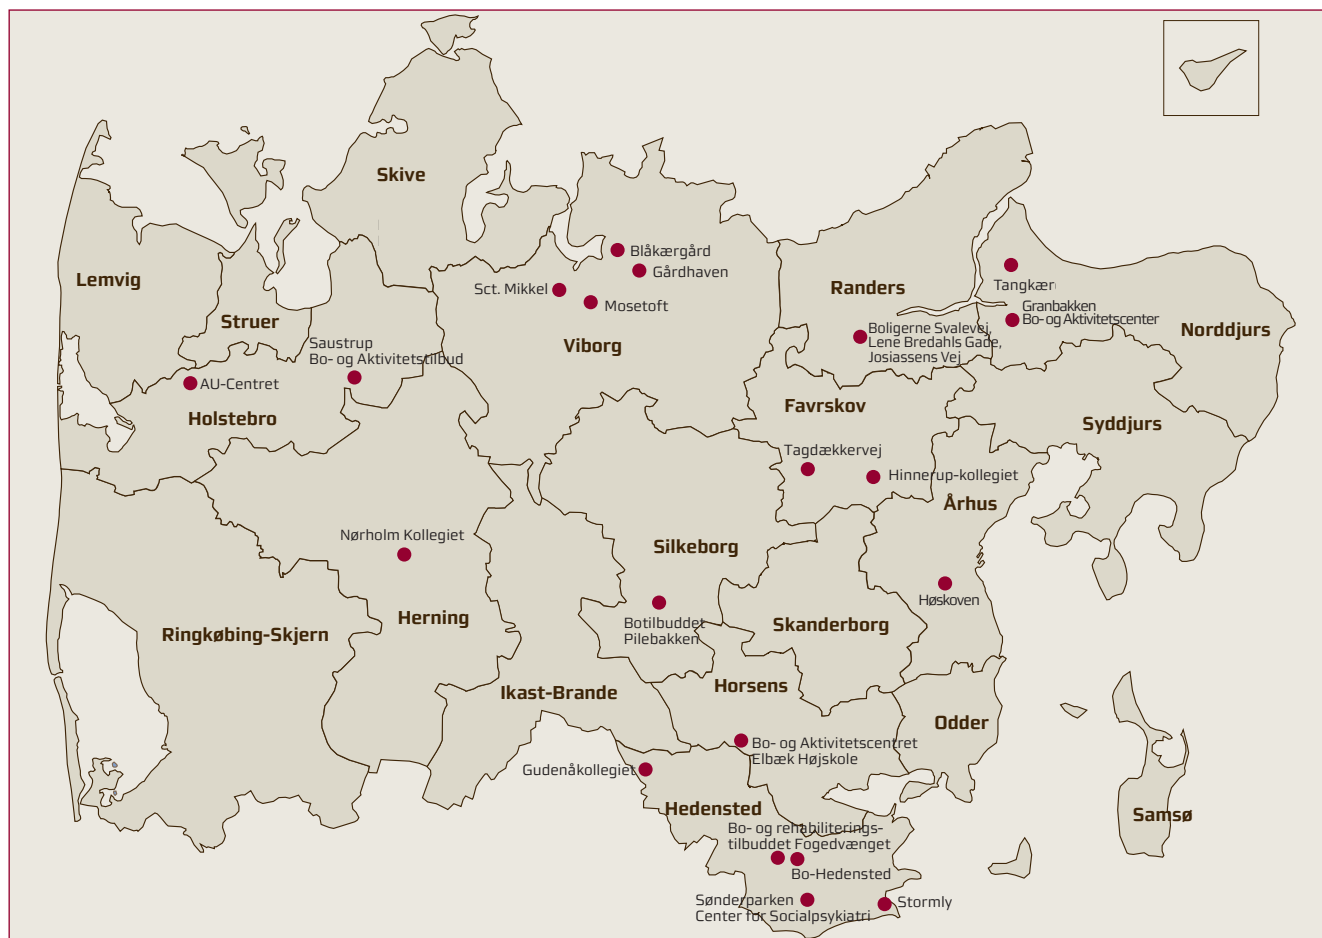 Skive
Blåkærgård
Gårdhaven
Lemvig
Tangkær
Sct. Mikkel
Randers
Mosetoft
Granbakken
Bo- og Aktivitetscenter
Struer
Norddjurs
Boligerne Svalevej,
Lene Bredahls Gade,
Josiassens Vej
Saustrup
Bo- og Aktivitetstilbud
Viborg
AU-Centret
Favrskov
Holstebro
Syddjurs
Tagdækkervej
Hinnerup-kollegiet
Århus
Nørholm Kollegiet
Silkeborg
Høskoven
Herning
Botilbuddet
Pilebakken
Skanderborg
Ringkøbing-Skjern
Horsens
Ikast-Brande
Odder
Bo- og Aktivitetscentret
Elbæk Højskole
Gudenåkollegiet
Hedensted
Samsø
Bo- og rehabiliterings-
tilbuddet Fogedvænget
Bo-Hedensted
Sønderparken
Center for Socialpsykiatri
Stormly